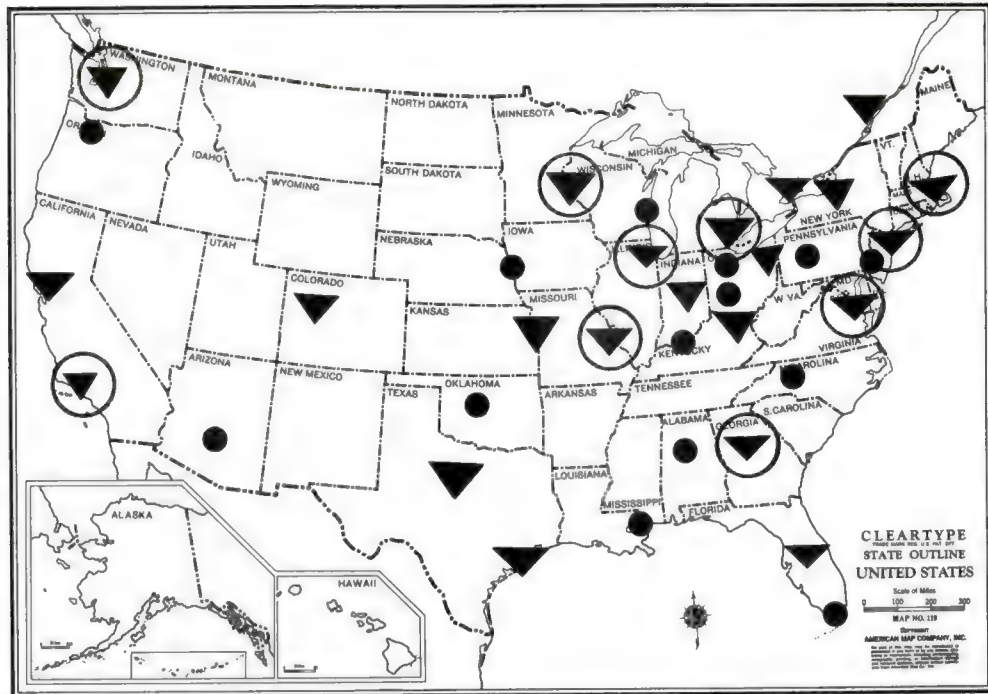 WASHINGTON
MONTANA
NORTH DAKOTA
MINNESOTA
MAINE
VT.
MICHIGAN
WISCONSIN
IDAHO
SOUTH DAKOTA
WYOMING
NEW YORK
CALIFORNIA
NEVADA
IOWA
PENNSYLVANIA
UTAH
NEBRASKA
INDIANA
COLORADO
MISSOURI
W VA.
MD
KANSAS
VIRGINIA
KENTUCKY
ARIZONA
NEW MEXICO
TEXAS
OKLAHOMA
ARKANSAS
TENNESSEE
CAROLINA
S. CAROLINA
ALABAMA
GEORGIA
LOUISIANA
MISSISSIPPI
FLORIDA
ALASKA
HAWAII
CLEARTYPE
STATE OUTLINE
UNITED STATES
Scale of Miles
0 100 200 300
MAP NO. 119
COPYRIGHT
AMERICAN MAP COMPANY, INC.